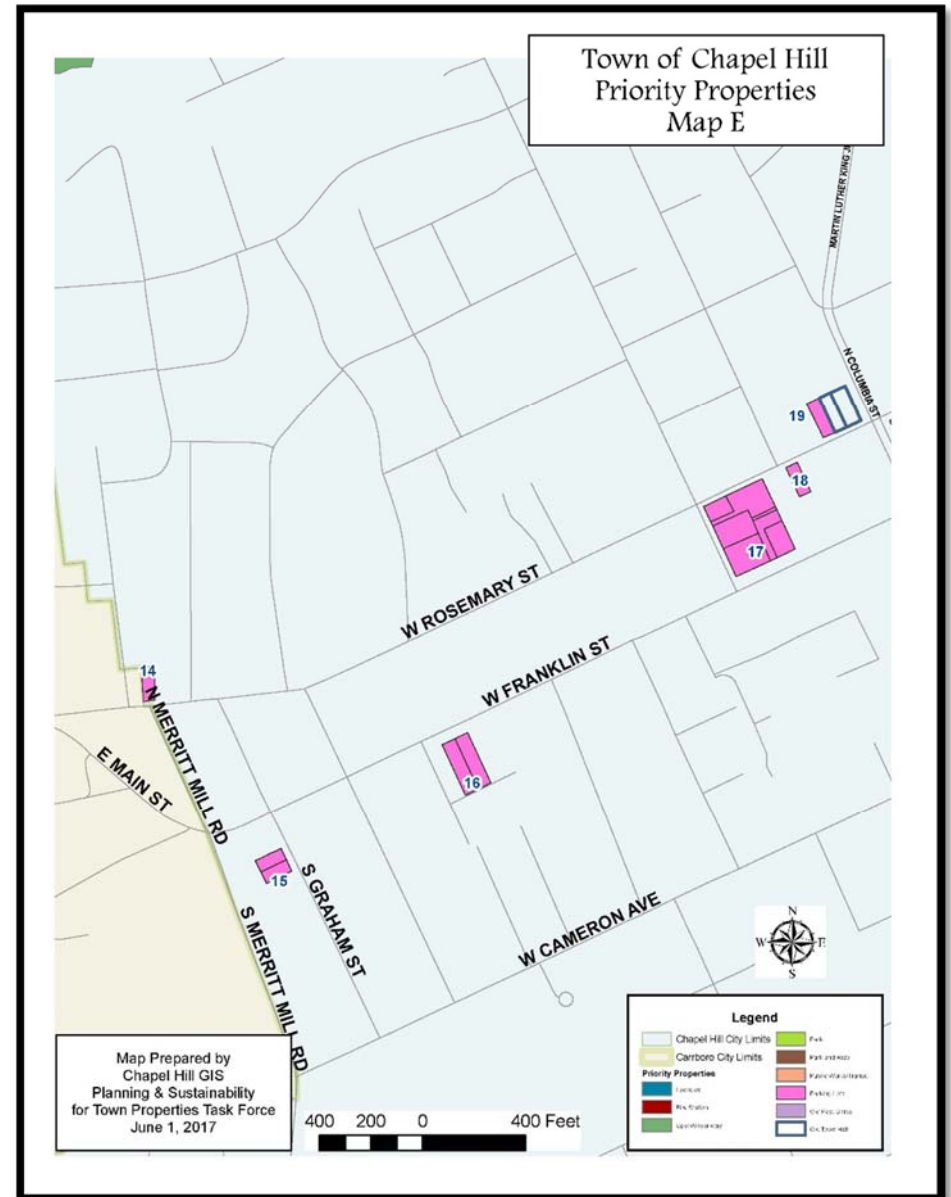 Town of Chapel Hill
Priority Properties
Map E
MARTIN LUTHER KING J
N COLUMBIA ST
19
18
17
W ROSEMARY ST
W FRANKLIN ST
14
N MERRITT MILL RD
E MAIN ST
16
15
S GRAHAM ST
S MERRITT MILL RD
W CAMERON AVE
N
W E
S
Legend
Chapel Hill City Limits
Carrboro City Limits
Priority Properties
Park
Parking Lots
Map Prepared by
Chapel Hill GIS
Planning & Sustainability
for Town Properties Task Force
June 1, 2017
400 200 0 400 Feet